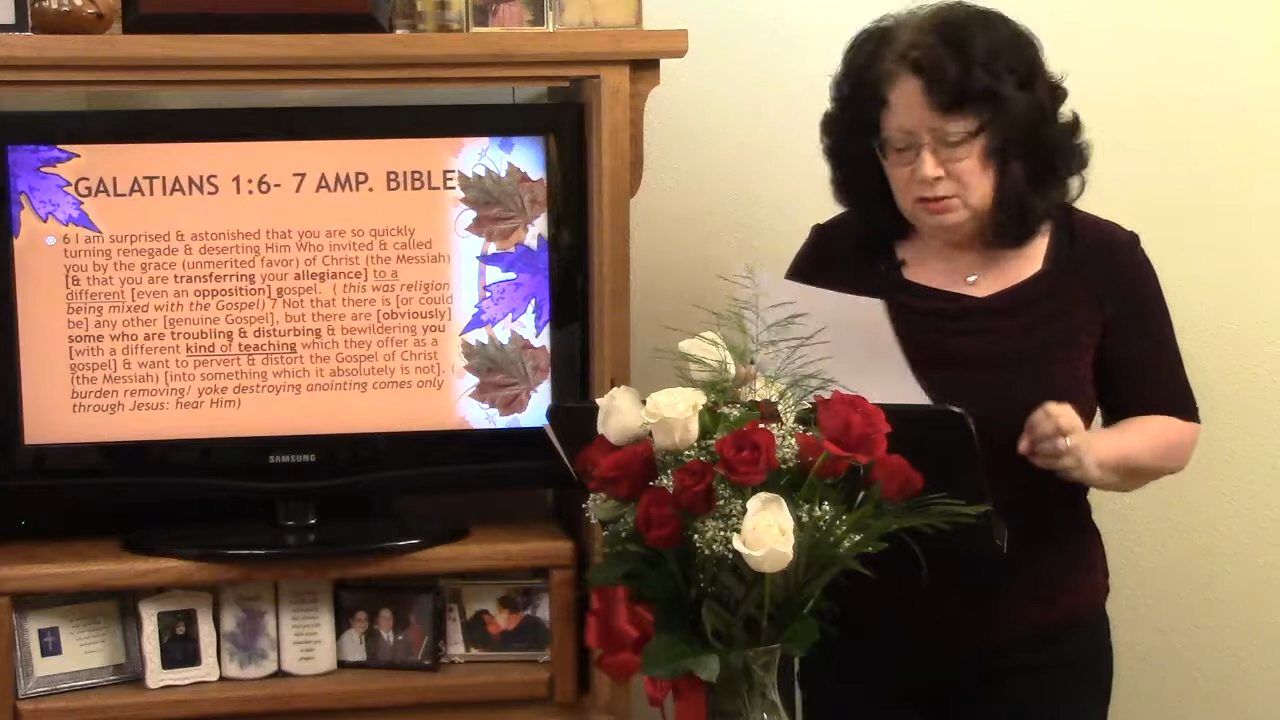 GALATIANS 1:6- 7 AMP. BIBLE
6 I am surprised & astonished that you are so quickly
turning renegade & deserting Him Who invited & called
you by the grace (unmerited favor) of Christ (the Messiah)
[& that you are transferring your allegiance] to a
different [even an opposition] gospel. ( this was religion
being mixed with the Gospel) 7 Not that there is [or could
be] any other [genuine Gospel], but there are [obviously]
some who are troubling & disturbing & bewildering you
[with a different kind of teaching which they offer as a
gospel] & want to pervert & distort the Gospel of Christ
(the Messiah) [into something which it absolutely is not]. (
burden removing/ yoke destroying anointing comes only
through Jesus: hear Him)
SAMSUNG